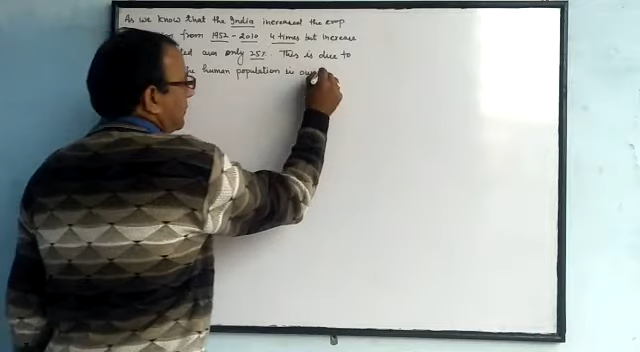 As we know that the India increased the crop
from 1952 - 2010 4 times but increase
only 25%. This is due to
human population in our